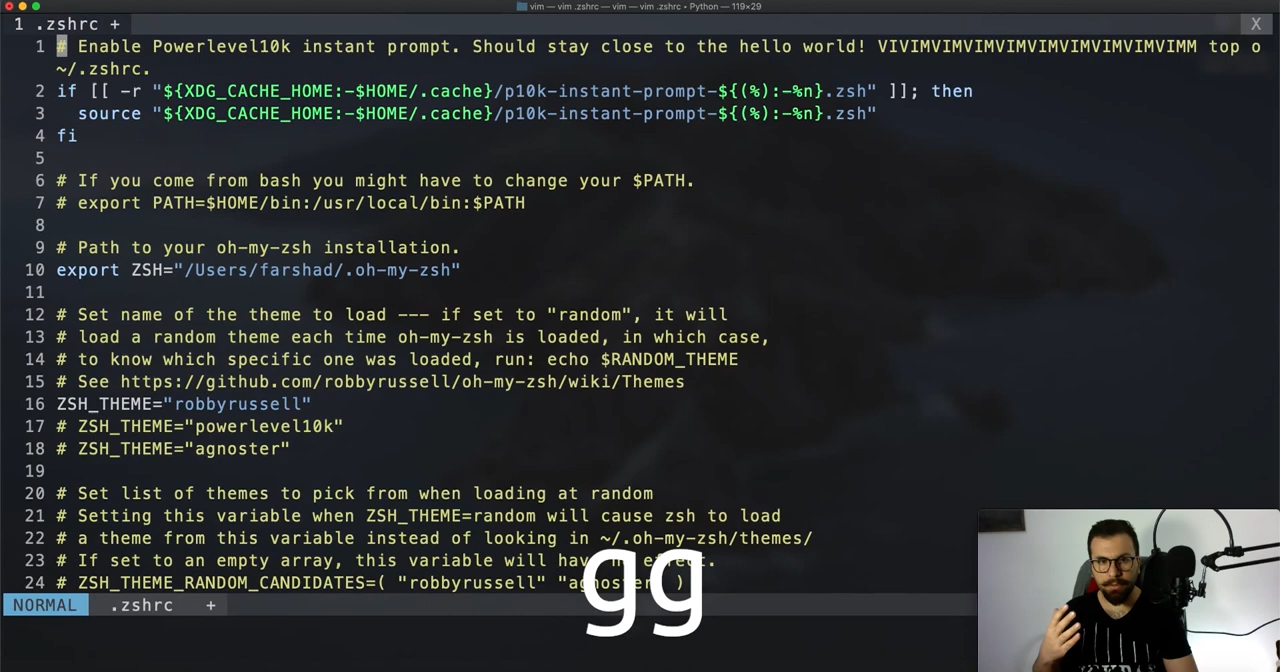 vim — vim .zshrc — vim — vim .zshrc • Python — 119×29
1 .zshrc + X
1 # Enable Powerlevel10k instant prompt. Should stay close to the hello world! VIVIMVIMVIMVIMVIMVIMVIMVIMVIMM top o
~/.zshrc.
2 if [[ -r "${XDG_CACHE_HOME:-$HOME/.cache}/p10k-instant-prompt-${(%):-%n}.zsh" ]]; then
3 source "${XDG_CACHE_HOME:-$HOME/.cache}/p10k-instant-prompt-${(%):-%n}.zsh"
4 fi
5
6 # If you come from bash you might have to change your $PATH.
7 # export PATH=$HOME/bin:/usr/local/bin:$PATH
8
9 # Path to your oh-my-zsh installation.
10 export ZSH="/Users/farshad/.oh-my-zsh"
11
12 # Set name of the theme to load --- if set to "random", it will
13 # load a random theme each time oh-my-zsh is loaded, in which case,
14 # to know which specific one was loaded, run: echo $RANDOM_THEME
15 # See https://github.com/robbyrussell/oh-my-zsh/wiki/Themes
16 ZSH_THEME="robbyrussell"
17 # ZSH_THEME="powerlevel10k"
18 # ZSH_THEME="agnoster"
19
20 # Set list of themes to pick from when loading at random
21 # Setting this variable when ZSH_THEME=random will cause zsh to load
22 # a theme from this variable instead of looking in ~/.oh-my-zsh/themes/
23 # If set to an empty array, this variable will have no effect.
24 # ZSH_THEME_RANDOM_CANDIDATES=( "robbyrussell" "agnoster" )
gg
NORMAL .zshrc +